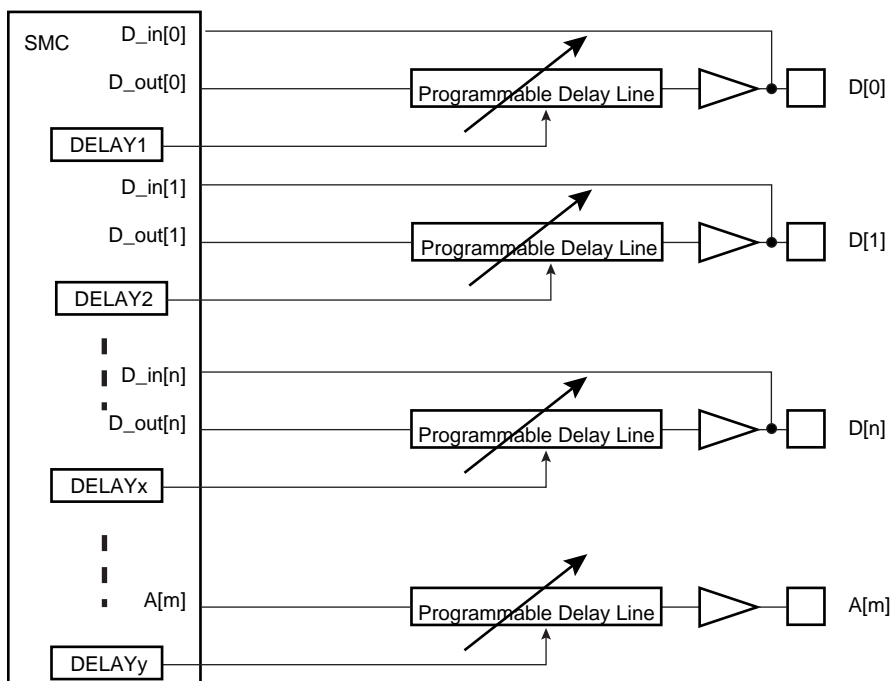 SMC
D_in[0]
D_out[0]
Programmable Delay Line
D[0]
DELAY1
D_in[1]
D_out[1]
Programmable Delay Line
D[1]
DELAY2
D_in[n]
D_out[n]
Programmable Delay Line
D[n]
DELAYx
A[m]
Programmable Delay Line
A[m]
DELAYy